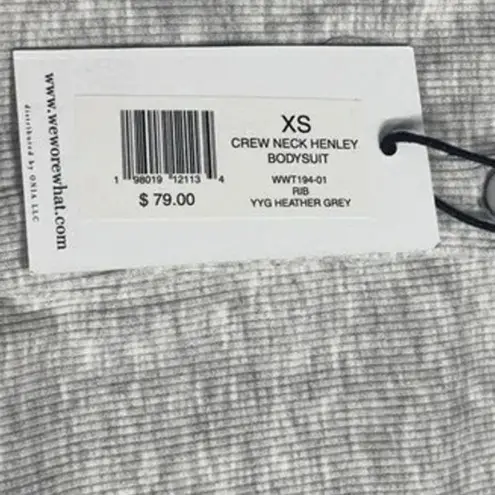 www.weworewhat.com
distributed by ONIA LLC
XS
CREW NECK HENLEY
BODYSUIT
WWT194-01
RIB
YYG HEATHER GREY
1 98019 12113 4
$ 79.00